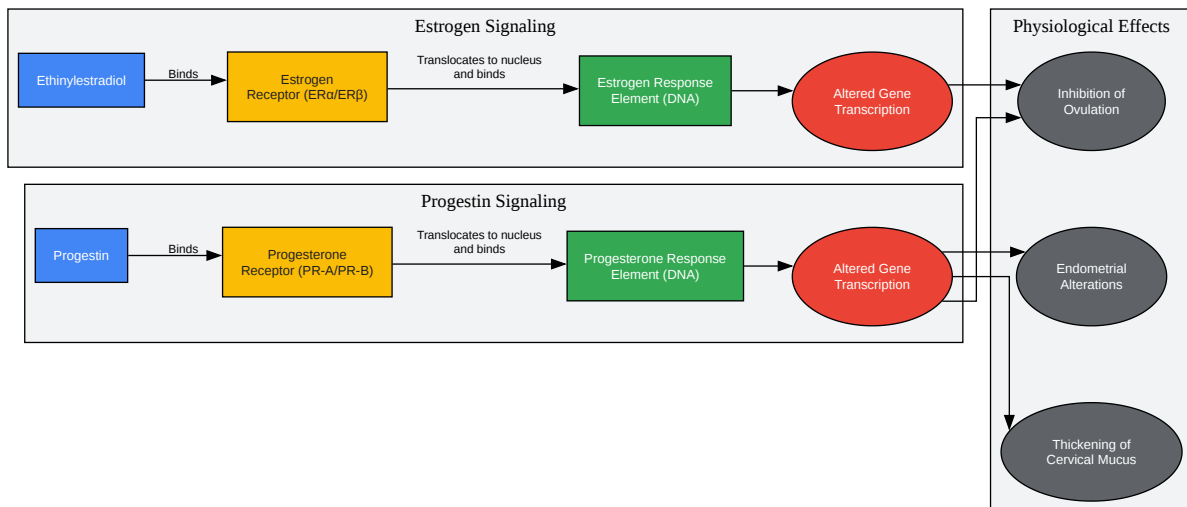 Estrogen Signaling
Physiological Effects
Ethinylestradiol
Binds
Estrogen
Receptor (ERα/ERβ)
Translocates to nucleus
and binds
Estrogen Response
Element (DNA)
Altered Gene
Transcription
Inhibition of
Ovulation
Progestin Signaling
Progestin
Binds
Progesterone
Receptor (PR-A/PR-B)
Translocates to nucleus
and binds
Progesterone Response
Element (DNA)
Altered Gene
Transcription
Endometrial
Alterations
Thickening of
Cervical Mucus